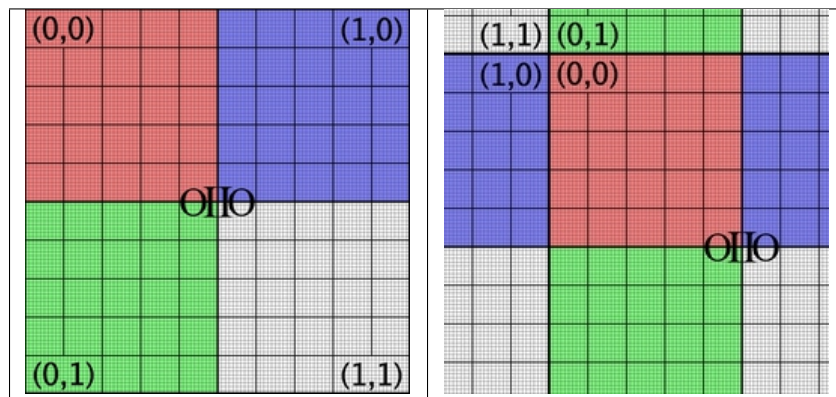 (0,0) (1,0)
OIIO
(0,1) (1,1)
(1,1) (0,1)
(1,0) (0,0)
OIIO